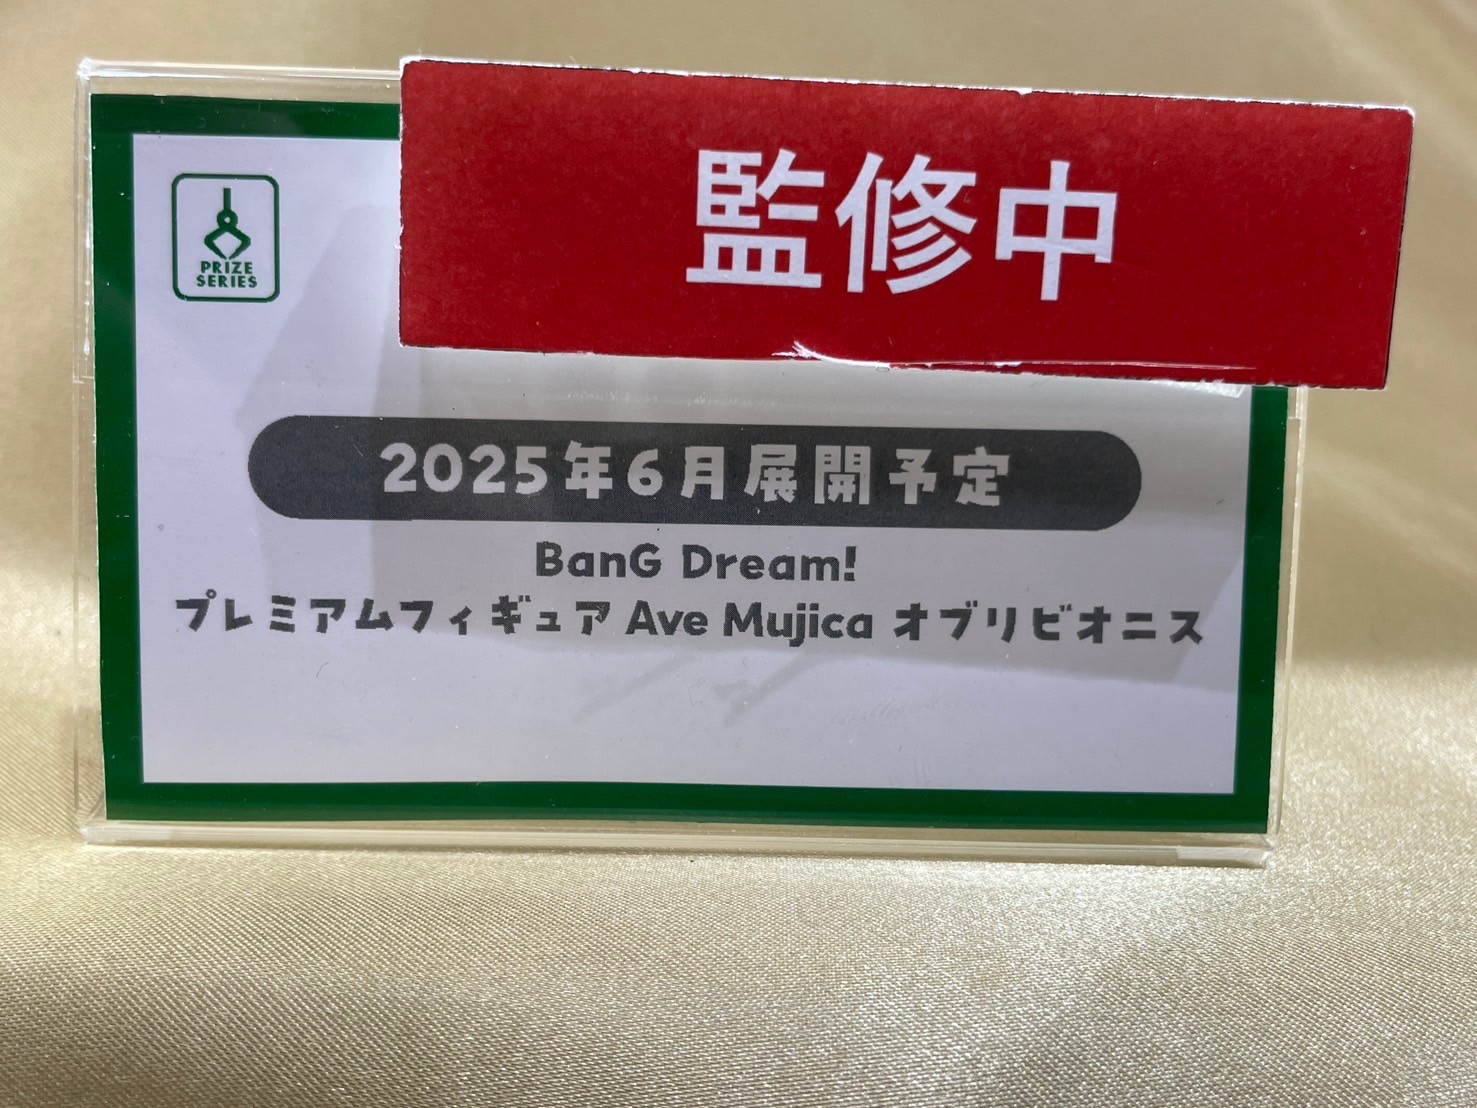 監修中
PRIZE
SERIES
2025年6月展開予定
BanG Dream!
プレミアムフィギュア Ave Mujica オブリビオニス